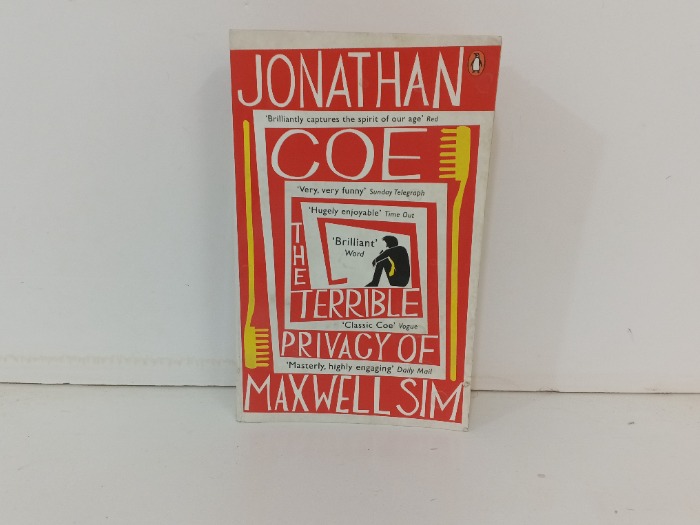 JONATHAN
'Brilliantly captures the spirit of our age' Red
COE
'Very, very funny' Sunday Telegraph
'Hugely enjoyable' Time Out
'Brilliant'
Word
THE
TERRIBLE
'Classic Coe' Vogue
PRIVACY OF
'Masterly, highly engaging' Daily Mail
MAXWELL SIM